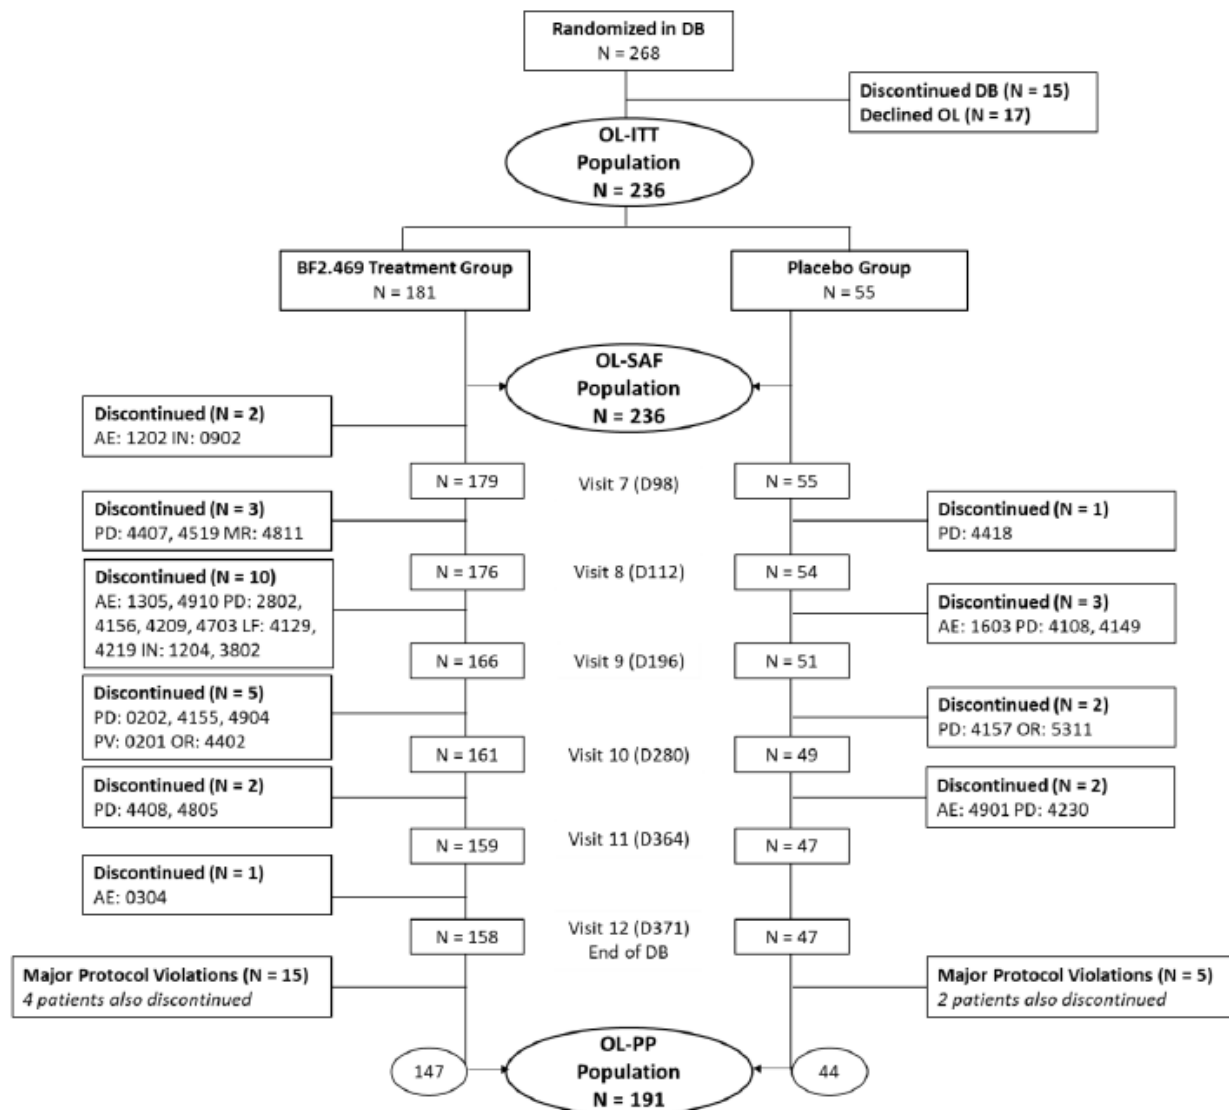 Randomized in DB
N = 268
Discontinued DB (N = 15)
Declined OL (N = 17)
OL-ITT
Population
N = 236
BF2.469 Treatment Group
N = 181
Placebo Group
N = 55
OL-SAF
Population
N = 236
Discontinued (N = 2)
AE: 1202 IN: 0902
N = 179
Visit 7 (D98)
N = 55
Discontinued (N = 3)
PD: 4407, 4519 MR: 4811
Discontinued (N = 1)
PD: 4418
N = 176
Visit 8 (D112)
N = 54
Discontinued (N = 10)
AE: 1305, 4910 PD: 2802,
4156, 4209, 4703 LF: 4129,
4219 IN: 1204, 3802
Discontinued (N = 3)
AE: 1603 PD: 4108, 4149
N = 166
Visit 9 (D196)
N = 51
Discontinued (N = 5)
PD: 0202, 4155, 4904
PV: 0201 OR: 4402
Discontinued (N = 2)
PD: 4157 OR: 5311
N = 161
Visit 10 (D280)
N = 49
Discontinued (N = 2)
PD: 4408, 4805
Discontinued (N = 2)
AE: 4901 PD: 4230
N = 159
Visit 11 (D364)
N = 47
Discontinued (N = 1)
AE: 0304
N = 158
Visit 12 (D371)
End of DB
N = 47
Major Protocol Violations (N = 15)
4 patients also discontinued
Major Protocol Violations (N = 5)
2 patients also discontinued
147
OL-PP
Population
N = 191
44